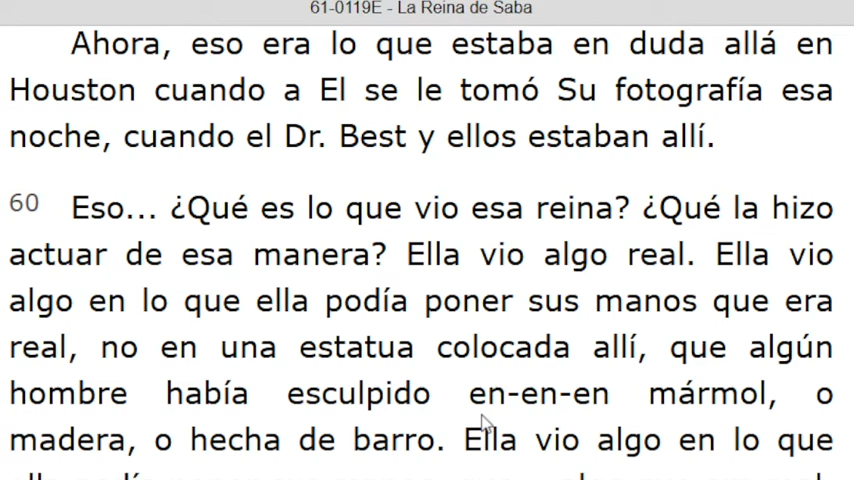 61-0119E - La Reina de Saba
Ahora, eso era lo que estaba en duda allá en
Houston cuando a El se le tomó Su fotografía esa
noche, cuando el Dr. Best y ellos estaban allí.
60 Eso... ¿Qué es lo que vio esa reina? ¿Qué la hizo
actuar de esa manera? Ella vio algo real. Ella vio
algo en lo que ella podía poner sus manos que era
real, no en una estatua colocada allí, que algún
hombre había esculpido en-en-en mármol, o
madera, o hecha de barro. Ella vio algo en lo que